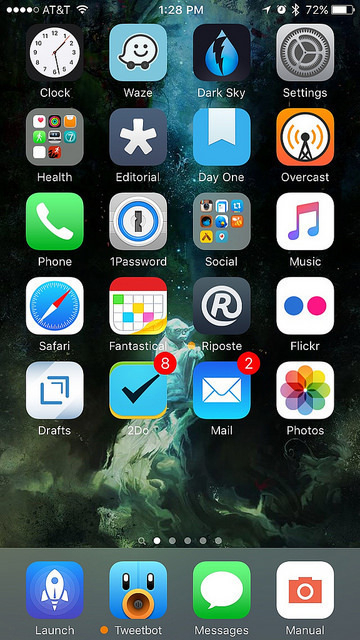 AT&T 1:28 PM 72%
Clock Waze Dark Sky Settings
Health Editorial Day One Overcast
Phone 1Password Social Music
Safari Fantastical Riposte Flickr
8 2
Drafts 2Do Mail Photos
Launch Tweetbot Messages Manual